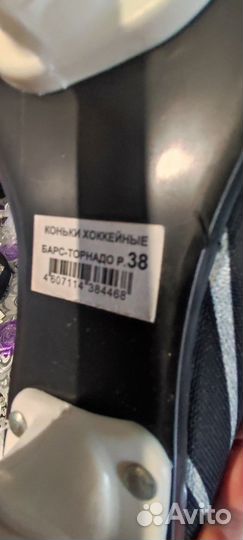 КОНЬКИ ХОККЕЙНЫЕ
БАРС-ТОРНАДО Р.38
4 607114 384468
Avito